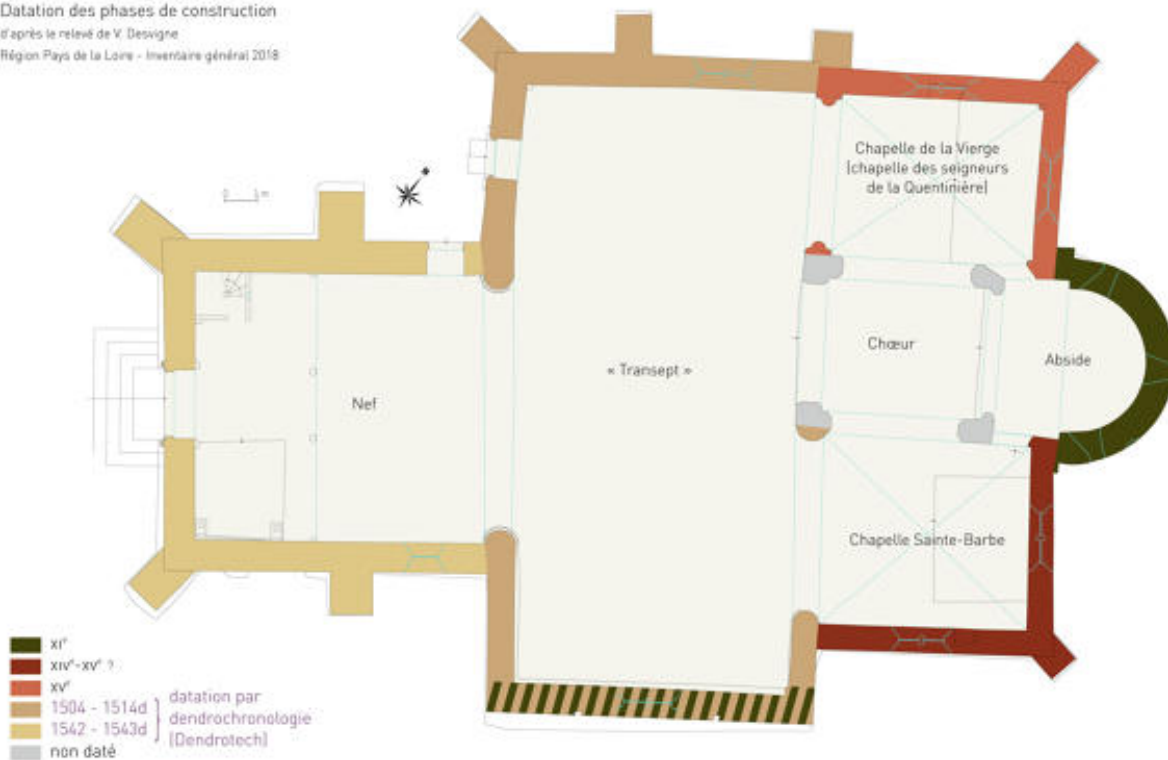 Datation des phases de construction
d'après le relevé de V. Desvigne
Région Pays de la Loire - Inventaire général 2018
Chapelle de la Vierge
(chapelle des seigneurs
de la Quentinière)
0 1 m
Chœur
Abside
« Transept »
Nef
Chapelle Sainte-Barbe
XIᵉ
XIVᵉ-XVᵉ ?
XVᵉ
1504 - 1514d
1542 - 1543d
datation par
dendrochronologie
(Dendrotech)
non daté